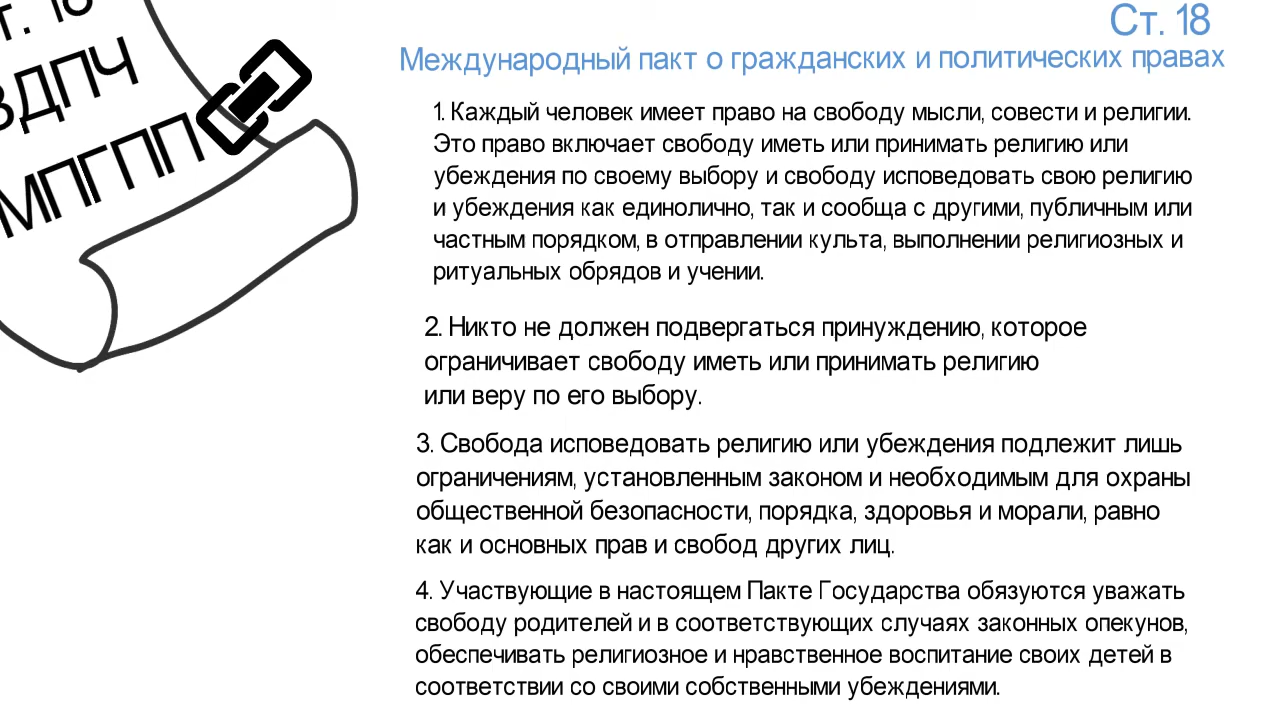 т. 18
ВДПЧ
МПГПП
Ст. 18
Международный пакт о гражданских и политических правах
1. Каждый человек имеет право на свободу мысли, совести и религии.
Это право включает свободу иметь или принимать религию или
убеждения по своему выбору и свободу исповедовать свою религию
и убеждения как единолично, так и сообща с другими, публичным или
частным порядком, в отправлении культа, выполнении религиозных и
ритуальных обрядов и учении.
2. Никто не должен подвергаться принуждению, которое
ограничивает свободу иметь или принимать религию
или веру по его выбору.
3. Свобода исповедовать религию или убеждения подлежит лишь
ограничениям, установленным законом и необходимым для охраны
общественной безопасности, порядка, здоровья и морали, равно
как и основных прав и свобод других лиц.
4. Участвующие в настоящем Пакте Государства обязуются уважать
свободу родителей и в соответствующих случаях законных опекунов,
обеспечивать религиозное и нравственное воспитание своих детей в
соответствии со своими собственными убеждениями.